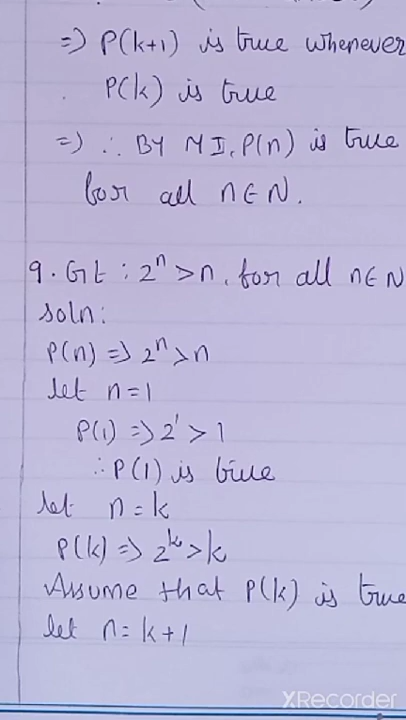 =) P(k+1) is true whenever
P(k) is true
=) ∴ BY M I, P(n) is true
for all n∈N.
9. Gt : 2ⁿ >n, for all n∈N
soln:
P(n) =) 2ⁿ>n
let n=1
P(1) =) 2¹ > 1
∴P(1) is true
let n=k
P(k) =) 2ᵏ>k
Assume that P(k) is true
let n= k+1
XRecorder